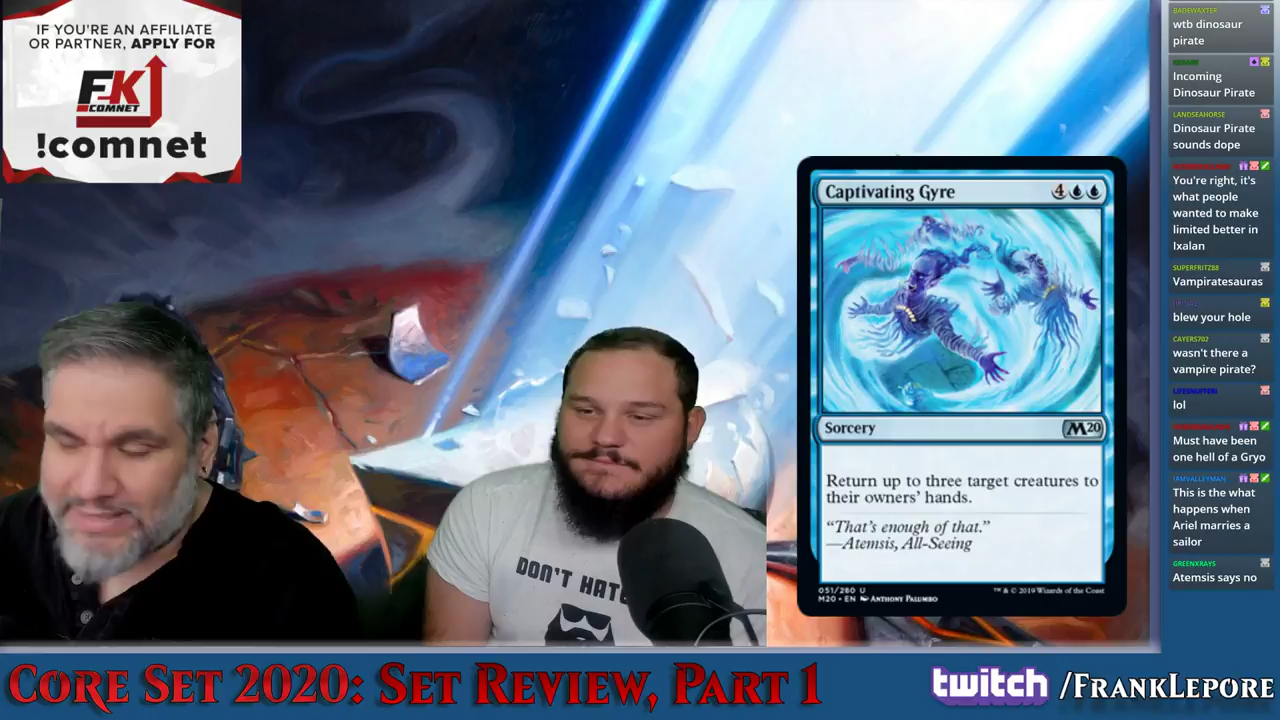 IF YOU'RE AN AFFILIATE
OR PARTNER, APPLY FOR
FK
COMNET
!comnet
Captivating Gyre 4
Sorcery
M20
Return up to three target creatures to
their owners' hands.
"That's enough of that."
—Atemsis, All-Seeing
051/280 U
M20 • EN Anthony Palumbo
™ & © 2019 Wizards of the Coast
DON'T HATE
BADEWAXTER
wtb dinosaur
pirate
Incoming
Dinosaur Pirate
LANDSEAHORSE
Dinosaur Pirate
sounds dope
You're right, it's
what people
wanted to make
limited better in
Ixalan
SUPERFRITZ88
Vampiratesauras
blew your hole
CAYERS702
wasn't there a
vampire pirate?
lol
Must have been
one hell of a Gryo
IAMVALLEYMAN
This is the what
happens when
Ariel marries a
sailor
GREENXRAYS
Atemsis says no
Core Set 2020: Set Review, Part 1
twitch /FrankLepore